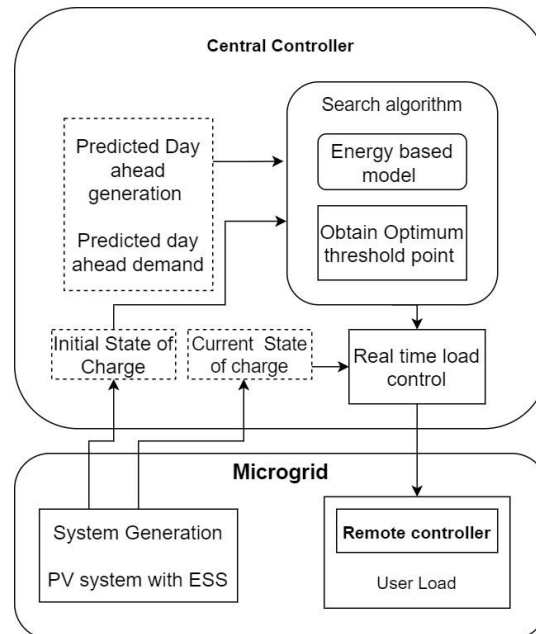 Central Controller
Search algorithm
Predicted Day
ahead
generation
Predicted day
ahead demand
Energy based
model
Obtain Optimum
threshold point
Initial State of
Charge
Current State
of charge
Real time load
control
Microgrid
System Generation
PV system with ESS
Remote controller
User Load